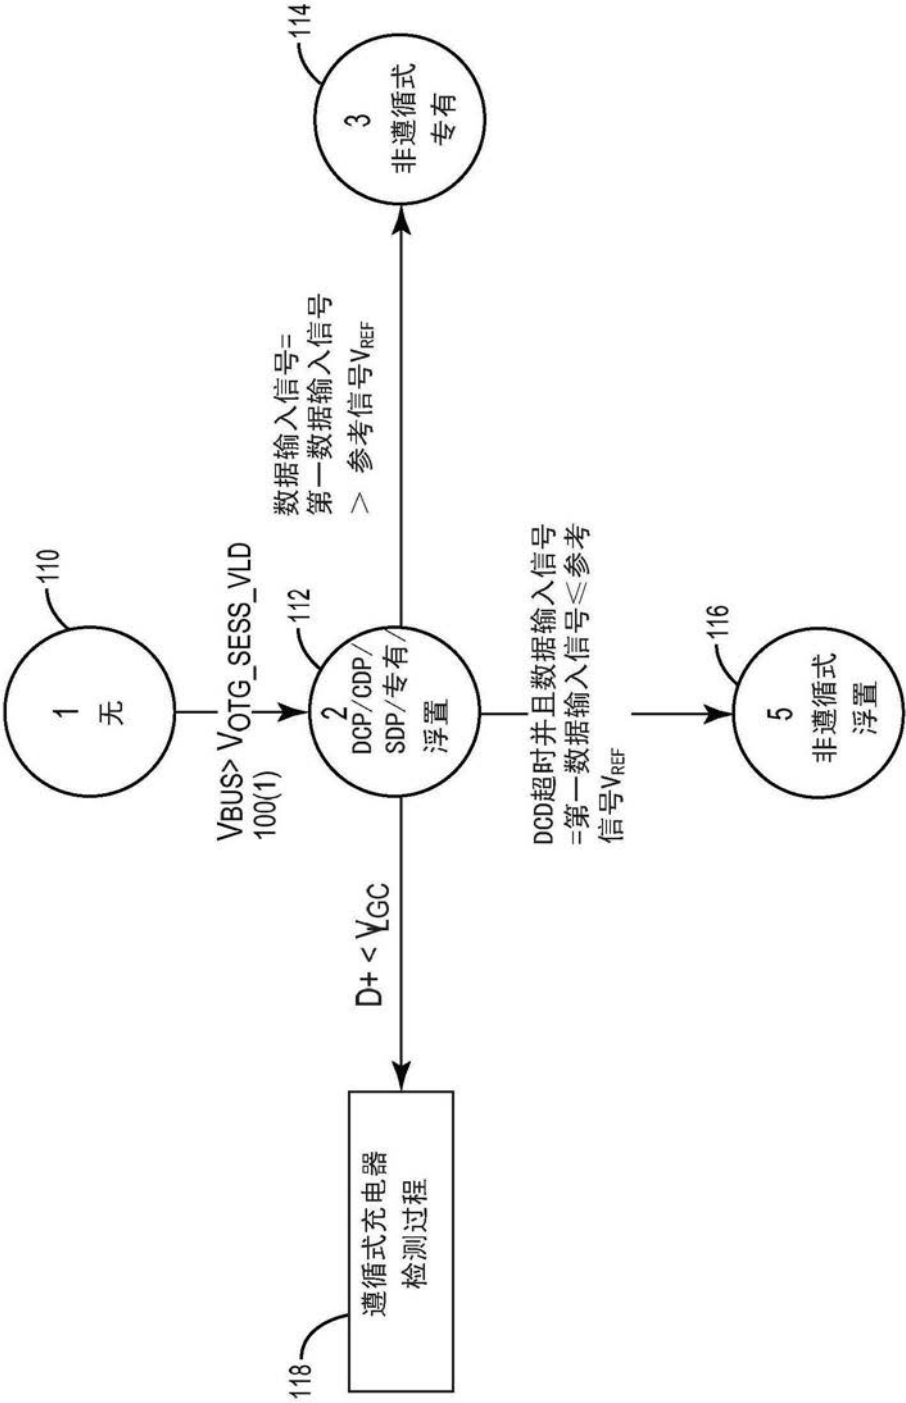 110
1
无
VBUS> VOTG_SESS_VLD
100(1)
118
遵循式充电器
检测过程
D+ < VLGC
112
2
DCP/CDP/
SDP/专有/
浮置
数据输入信号=
第一数据输入信号
> 参考信号VREF
114
3
非遵循式
专有
DCD超时并且数据输入信号
=第一数据输入信号≤参考
信号VREF
116
5
非遵循式
浮置